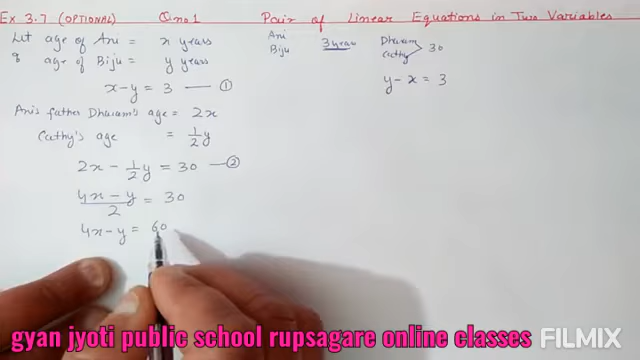 Ex 3.7 (OPTIONAL) Q.no 1 Pair of Linear Equations in Two Variables
Let age of Ani = x years
& age of Biju = y years
x - y = 3 —— ①
Ani's father Dharam's age = 2x
Cathy's age = 1/2 y
2x - 1/2 y = 30 — ②
4x - y / 2 = 30
4x - y = 60
Ani
Biju 3 years
Dharam
Cathy 30
y - x = 3
gyan jyoti public school rupsagare online classes
FILMIX